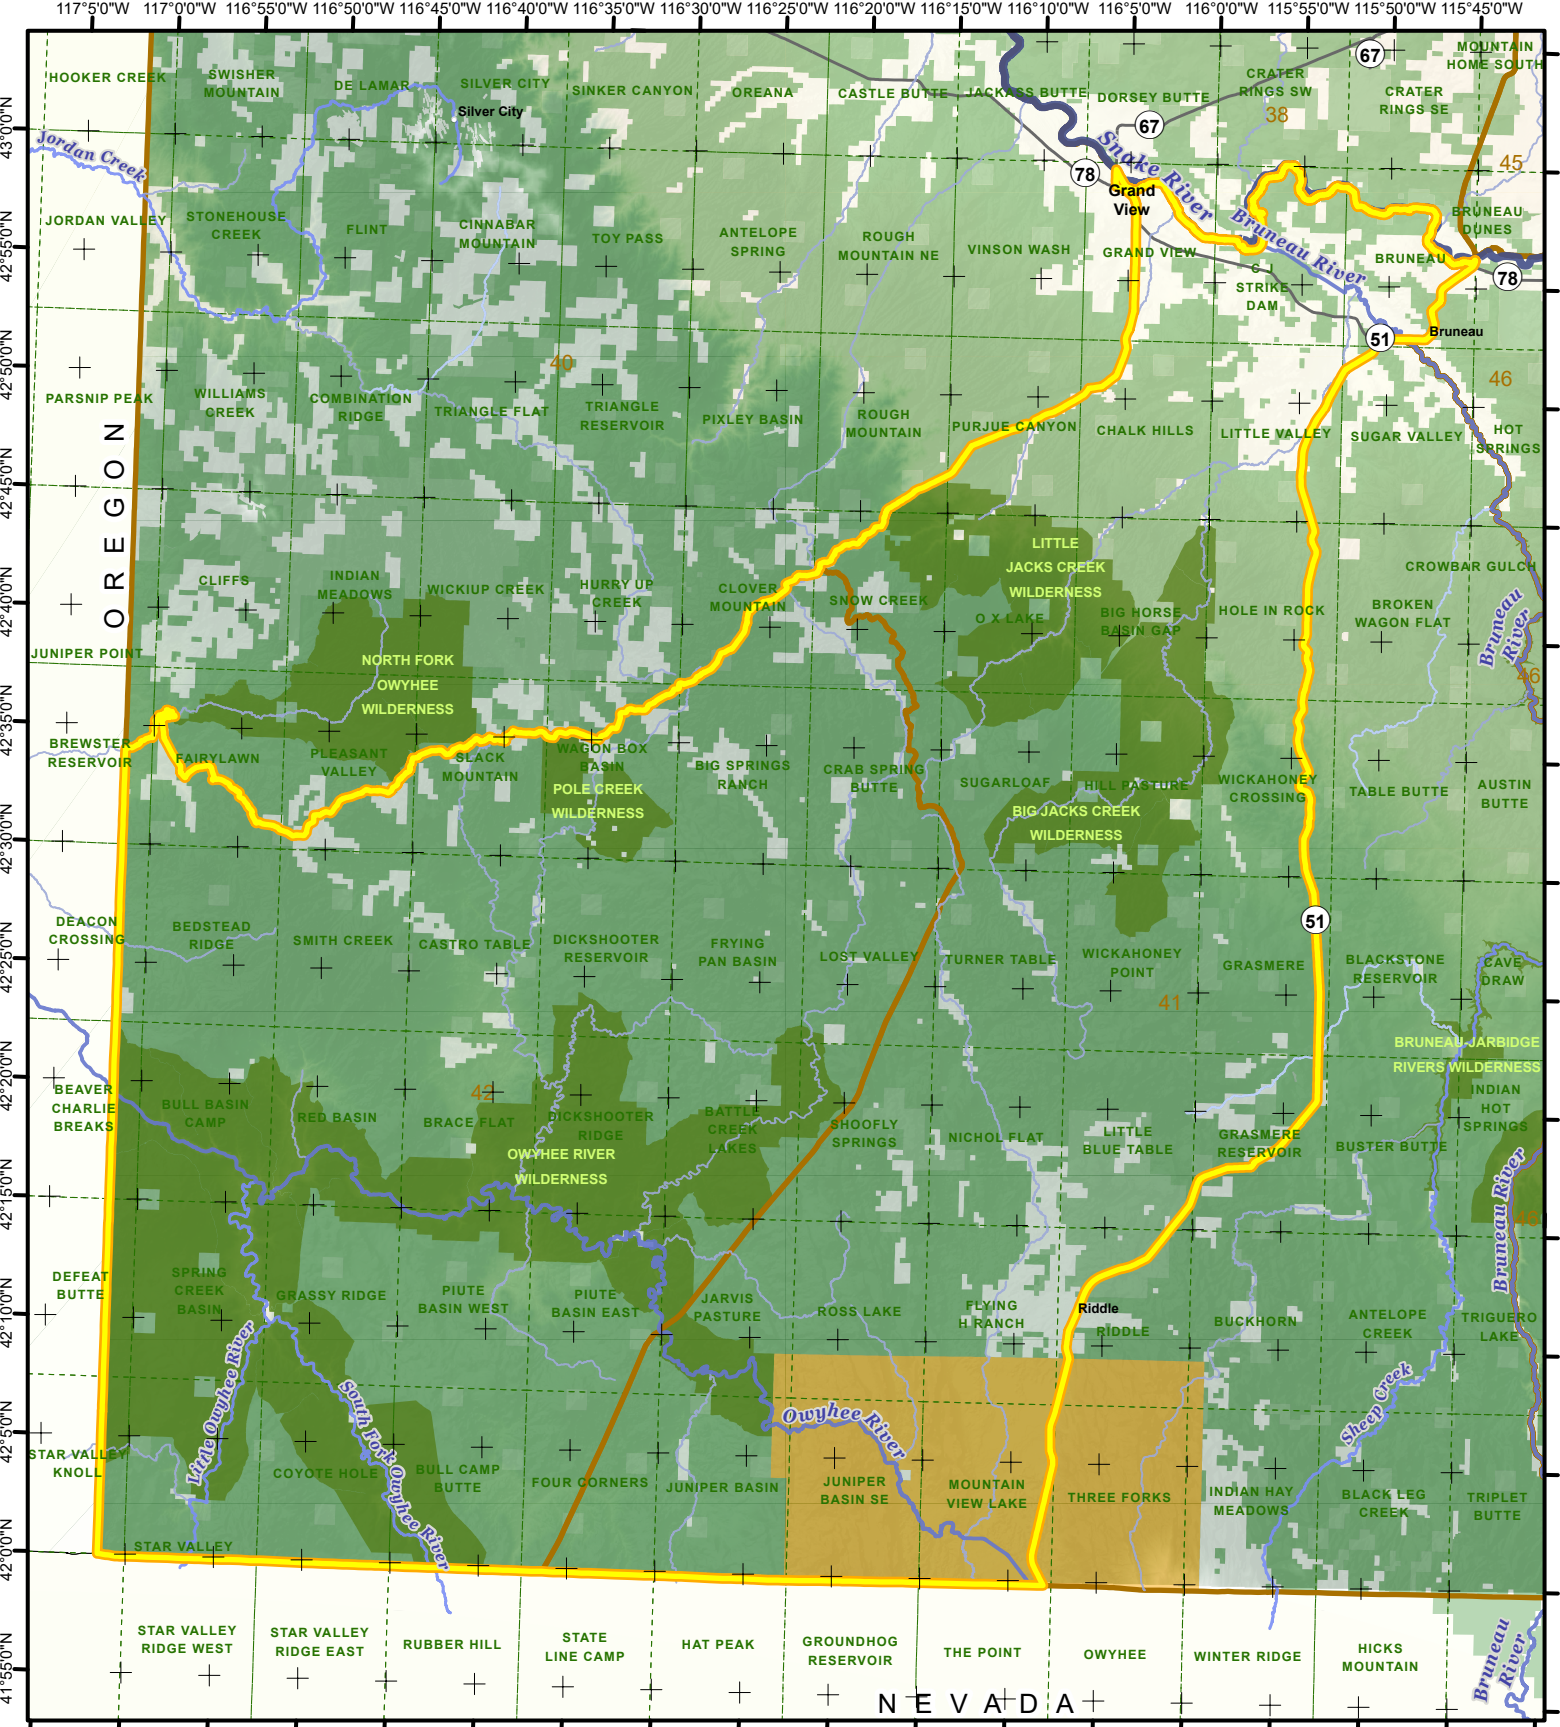 117°5'0"W
117°0'0"W
116°55'0"W
116°50'0"W
116°45'0"W
116°40'0"W
116°35'0"W
116°30'0"W
116°25'0"W
116°20'0"W
116°15'0"W
116°10'0"W
116°5'0"W
116°0'0"W
115°55'0"W
115°50'0"W
115°45'0"W
43°0'0"N
42°55'0"N
42°50'0"N
42°45'0"N
42°40'0"N
42°35'0"N
42°30'0"N
42°25'0"N
42°20'0"N
42°15'0"N
42°10'0"N
42°5'0"N
42°0'0"N
41°55'0"N
HOOKER CREEK
SWISHER
MOUNTAIN
DE LAMAR
SILVER CITY
Silver City
SINKER CANYON
OREANA
CASTLE BUTTE
JACKASS BUTTE
DORSEY BUTTE
CRATER
RINGS SW
CRATER
RINGS SE
MOUNTAIN
HOME SOUTH
67
67
38
45
78
Jordan Creek
Snake River
Grand
View
Bruneau River
JORDAN VALLEY
STONEHOUSE
CREEK
FLINT
CINNABAR
MOUNTAIN
TOY PASS
ANTELOPE
SPRING
ROUGH
MOUNTAIN NE
VINSON WASH
GRAND VIEW
C J
STRIKE
DAM
BRUNEAU
BRUNEAU
DUNES
78
51
Bruneau
40
46
PARSNIP PEAK
WILLIAMS
CREEK
COMBINATION
RIDGE
TRIANGLE FLAT
TRIANGLE
RESERVOIR
PIXLEY BASIN
ROUGH
MOUNTAIN
PURJUE CANYON
CHALK HILLS
LITTLE VALLEY
SUGAR VALLEY
HOT
SPRINGS
OREGON
JUNIPER POINT
CLIFFS
INDIAN
MEADOWS
WICKIUP CREEK
HURRY UP
CREEK
CLOVER
MOUNTAIN
SNOW CREEK
LITTLE
JACKS CREEK
WILDERNESS
O X LAKE
BIG HORSE
BASIN GAP
HOLE IN ROCK
BROKEN
WAGON FLAT
CROWBAR GULCH
Bruneau
River
46
NORTH FORK
OWYHEE
WILDERNESS
BREWSTER
RESERVOIR
FAIRYLAWN
PLEASANT
VALLEY
SLACK
MOUNTAIN
WAGON BOX
BASIN
POLE CREEK
WILDERNESS
BIG SPRINGS
RANCH
CRAB SPRING
BUTTE
SUGARLOAF
HILL PASTURE
BIG JACKS CREEK
WILDERNESS
WICKAHONEY
CROSSING
TABLE BUTTE
AUSTIN
BUTTE
51
DEACON
CROSSING
BEDSTEAD
RIDGE
SMITH CREEK
CASTRO TABLE
DICKSHOOTER
RESERVOIR
FRYING
PAN BASIN
LOST VALLEY
TURNER TABLE
WICKAHONEY
POINT
GRASMERE
BLACKSTONE
RESERVOIR
CAVE
DRAW
41
42
BRUNEAU-JARBIDGE
RIVERS WILDERNESS
BEAVER
CHARLIE
BREAKS
BULL BASIN
CAMP
RED BASIN
BRACE FLAT
DICKSHOOTER
RIDGE
BATTLE
CREEK
LAKES
SHOOFLY
SPRINGS
NICHOL FLAT
LITTLE
BLUE TABLE
GRASMERE
RESERVOIR
BUSTER BUTTE
INDIAN
HOT
SPRINGS
OWYHEE RIVER
WILDERNESS
Bruneau River
46
DEFEAT
BUTTE
SPRING
CREEK
BASIN
GRASSY RIDGE
PIUTE
BASIN WEST
PIUTE
BASIN EAST
JARVIS
PASTURE
ROSS LAKE
FLYING
H RANCH
Riddle
RIDDLE
BUCKHORN
ANTELOPE
CREEK
TRIGUERO
LAKE
Little Owyhee River
South Fork Owyhee River
Owyhee River
Sheep Creek
STAR VALLEY
KNOLL
COYOTE HOLE
BULL CAMP
BUTTE
FOUR CORNERS
JUNIPER BASIN
JUNIPER
BASIN SE
MOUNTAIN
VIEW LAKE
THREE FORKS
INDIAN HAY
MEADOWS
BLACK LEG
CREEK
TRIPLET
BUTTE
STAR VALLEY
STAR VALLEY
RIDGE WEST
STAR VALLEY
RIDGE EAST
RUBBER HILL
STATE
LINE CAMP
HAT PEAK
GROUNDHOG
RESERVOIR
THE POINT
OWYHEE
WINTER RIDGE
HICKS
MOUNTAIN
Bruneau
River
NEVADA